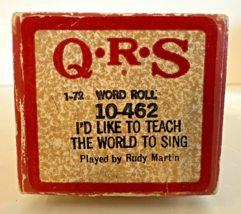 Q·R·S
1-72 WORD ROLL
10-462
I'D LIKE TO TEACH
THE WORLD TO SING
Played by Rudy Martin